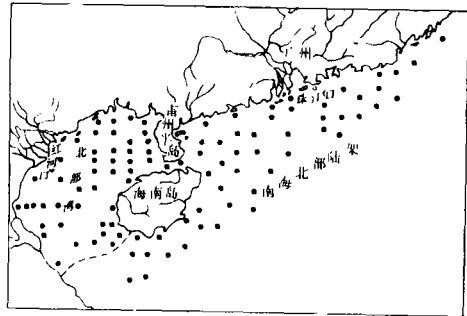 广州
珠江口
雷州半岛
红河口
北部湾
海南岛
南海北部陆架